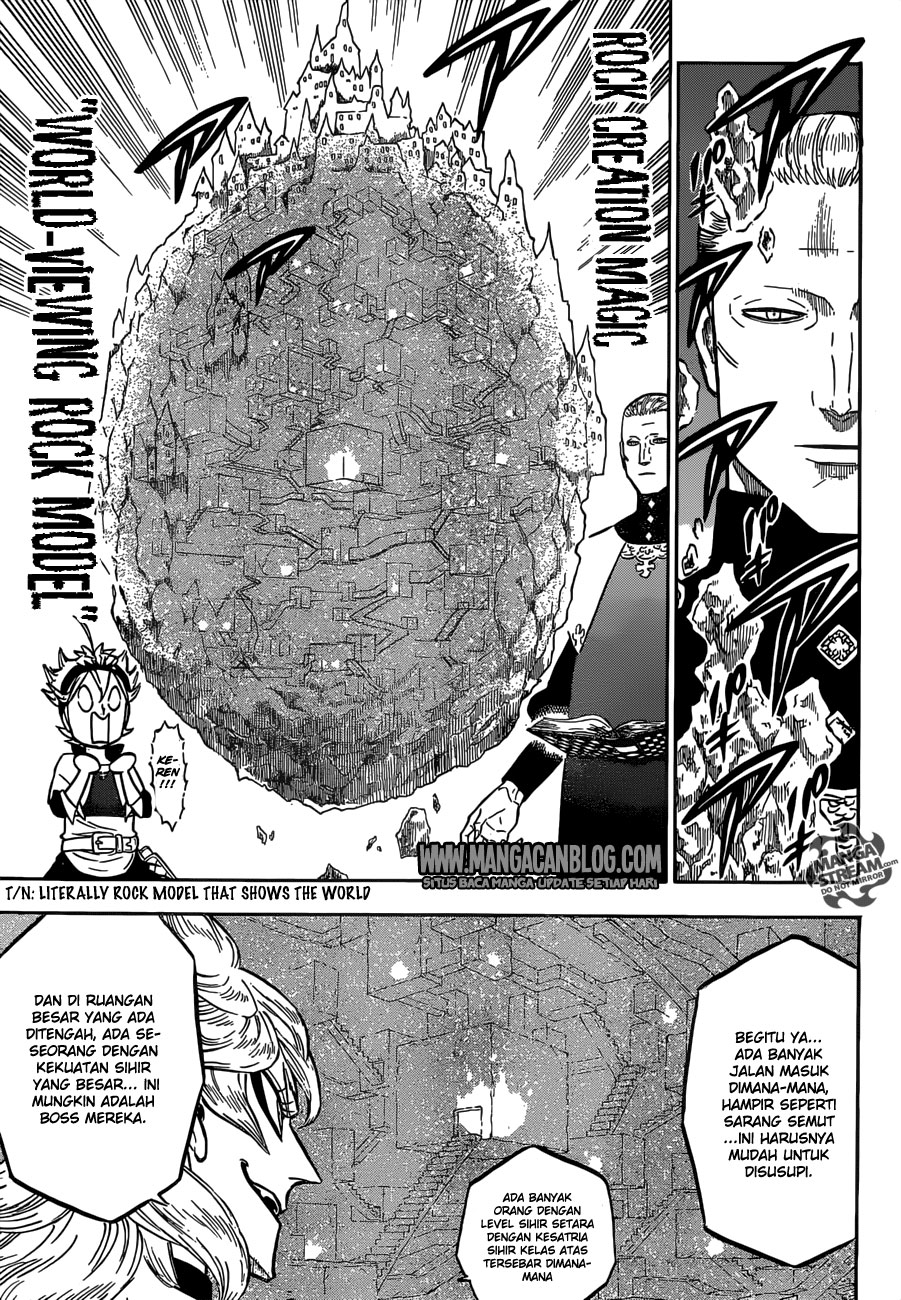 ROCK CREATION MAGIC
"WORLD-VIEWING ROCK MODEL"
KE-
REN!!!
WWW.MANGACANBLOG.COM
SITUS BACA MANGA UPDATE SETIAP HARI
MANGA
STREAM.COM
DO NOT MIRROR
T/N: LITERALLY ROCK MODEL THAT SHOWS THE WORLD
BEGITU YA...
ADA BANYAK
JALAN MASUK
DIMANA-MANA,
HAMPIR SEPERTI
SARANG SEMUT
...INI HARUSNYA
MUDAH UNTUK
DISUSUPI.
ADA BANYAK
ORANG DENGAN
LEVEL SIHIR SETARA
DENGAN KESATRIA
SIHIR KELAS ATAS
TERSEBAR DIMANA-
MANA
DAN DI RUANGAN
BESAR YANG ADA
DITENGAH, ADA SE-
SEORANG DENGAN
KEKUATAN SIHIR
YANG BESAR... INI
MUNGKIN ADALAH
BOSS MEREKA.